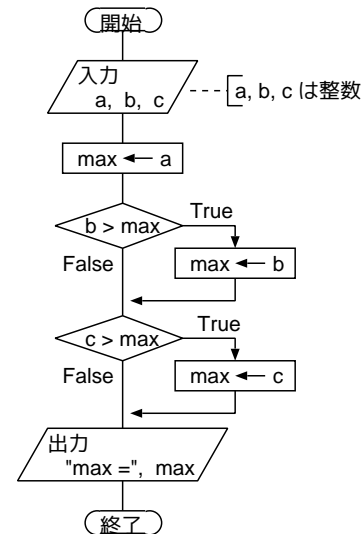 開始
入力
a, b, c
a, b, c は整数
max ← a
b > max
True
False
max ← b
c > max
True
False
max ← c
出力
"max =", max
終了